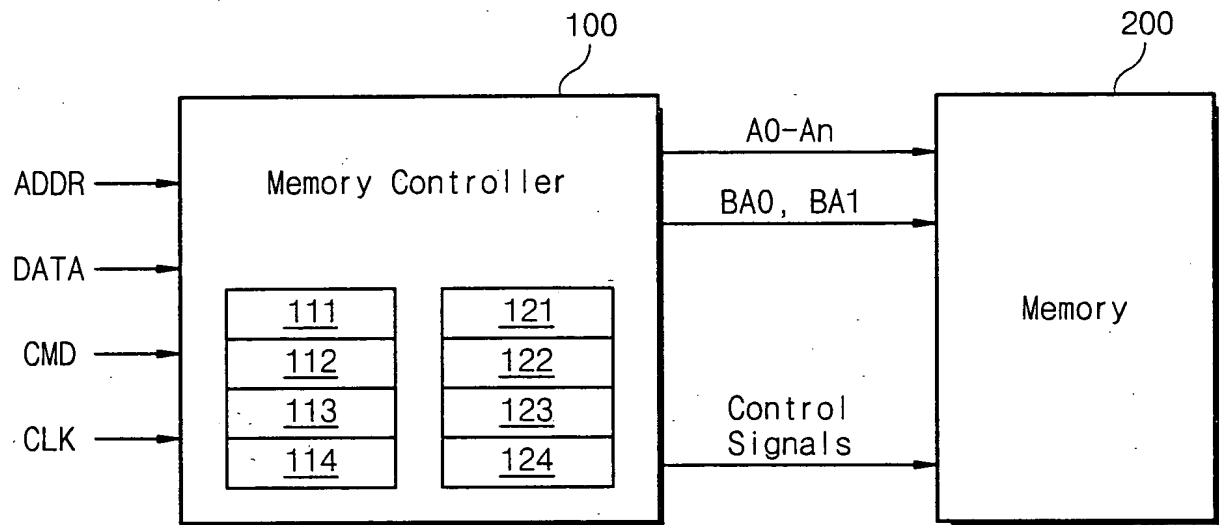 100
200
A0-An
ADDR
Memory Controller
BA0, BA1
DATA
111
121
Memory
CMD
112
122
113
123
Control
Signals
CLK
114
124